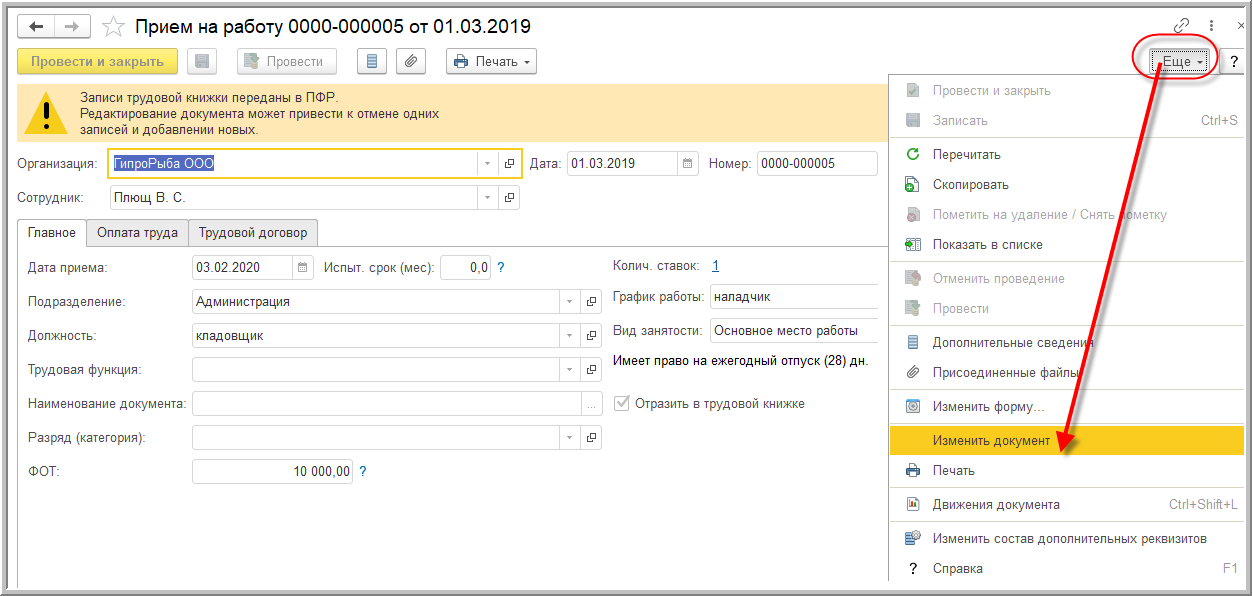 Прием на работу 0000-000005 от 01.03.2019
Провести и закрыть
Провести
Печать
Еще
?
Записи трудовой книжки переданы в ПФР.
Редактирование документа может привести к отмене одних
записей и добавлении новых.
Организация: ГипроРыба ООО Дата: 01.03.2019 Номер: 0000-000005
Сотрудник: Плющ В. С.
Главное Оплата труда Трудовой договор
Дата приема: 03.02.2020 Испыт. срок (мес): 0,0 ? Колич. ставок: 1
Подразделение: Администрация График работы: наладчик
Должность: кладовщик Вид занятости: Основное место работы
Трудовая функция: Имеет право на ежегодный отпуск (28) дн.
Наименование документа: ... Отразить в трудовой книжке
Разряд (категория):
ФОТ: 10 000,00 ?
Провести и закрыть
Записать Ctrl+S
Перечитать
Скопировать
Пометить на удаление / Снять пометку
Показать в списке
Отменить проведение
Провести
Дополнительные сведения
Присоединенные файлы
Изменить форму...
Изменить документ
Печать
Движения документа Ctrl+Shift+L
Изменить состав дополнительных реквизитов
? Справка F1